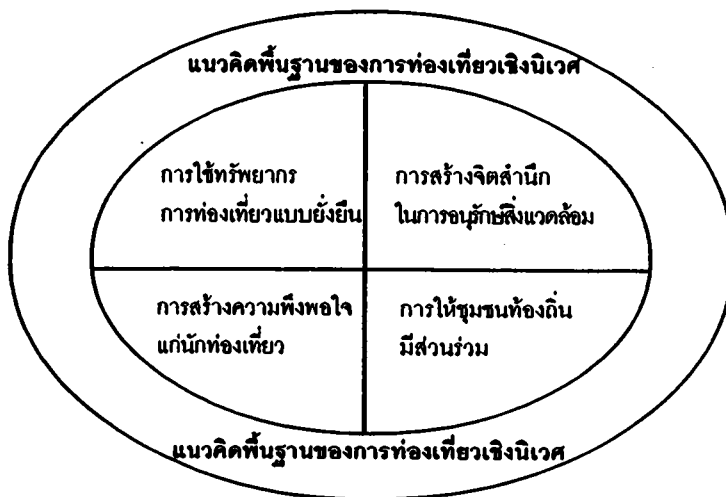 แนวคิดพื้นฐานของการท่องเที่ยวเชิงนิเวศ
การใช้ทรัพยากร
การท่องเที่ยวแบบยั่งยืน
การสร้างจิตสำนึก
ในการอนุรักษ์สิ่งแวดล้อม
การสร้างความพึงพอใจ
แก่นักท่องเที่ยว
การให้ชุมชนท้องถิ่น
มีส่วนร่วม
แนวคิดพื้นฐานของการท่องเที่ยวเชิงนิเวศ